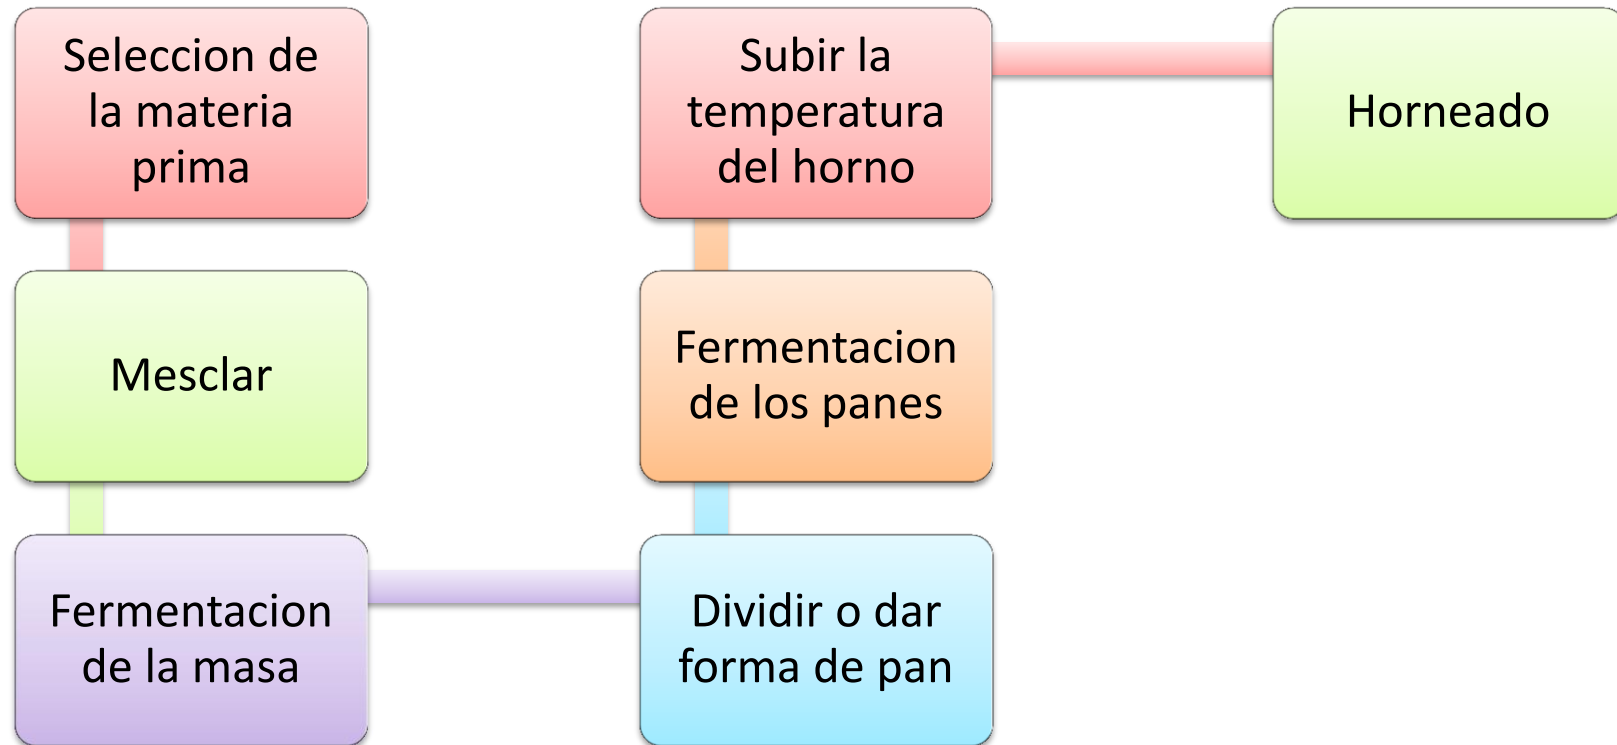 Seleccion de
la materia
prima
Mesclar
Fermentacion
de la masa
Dividir o dar
forma de pan
Fermentacion
de los panes
Subir la
temperatura
del horno
Horneado